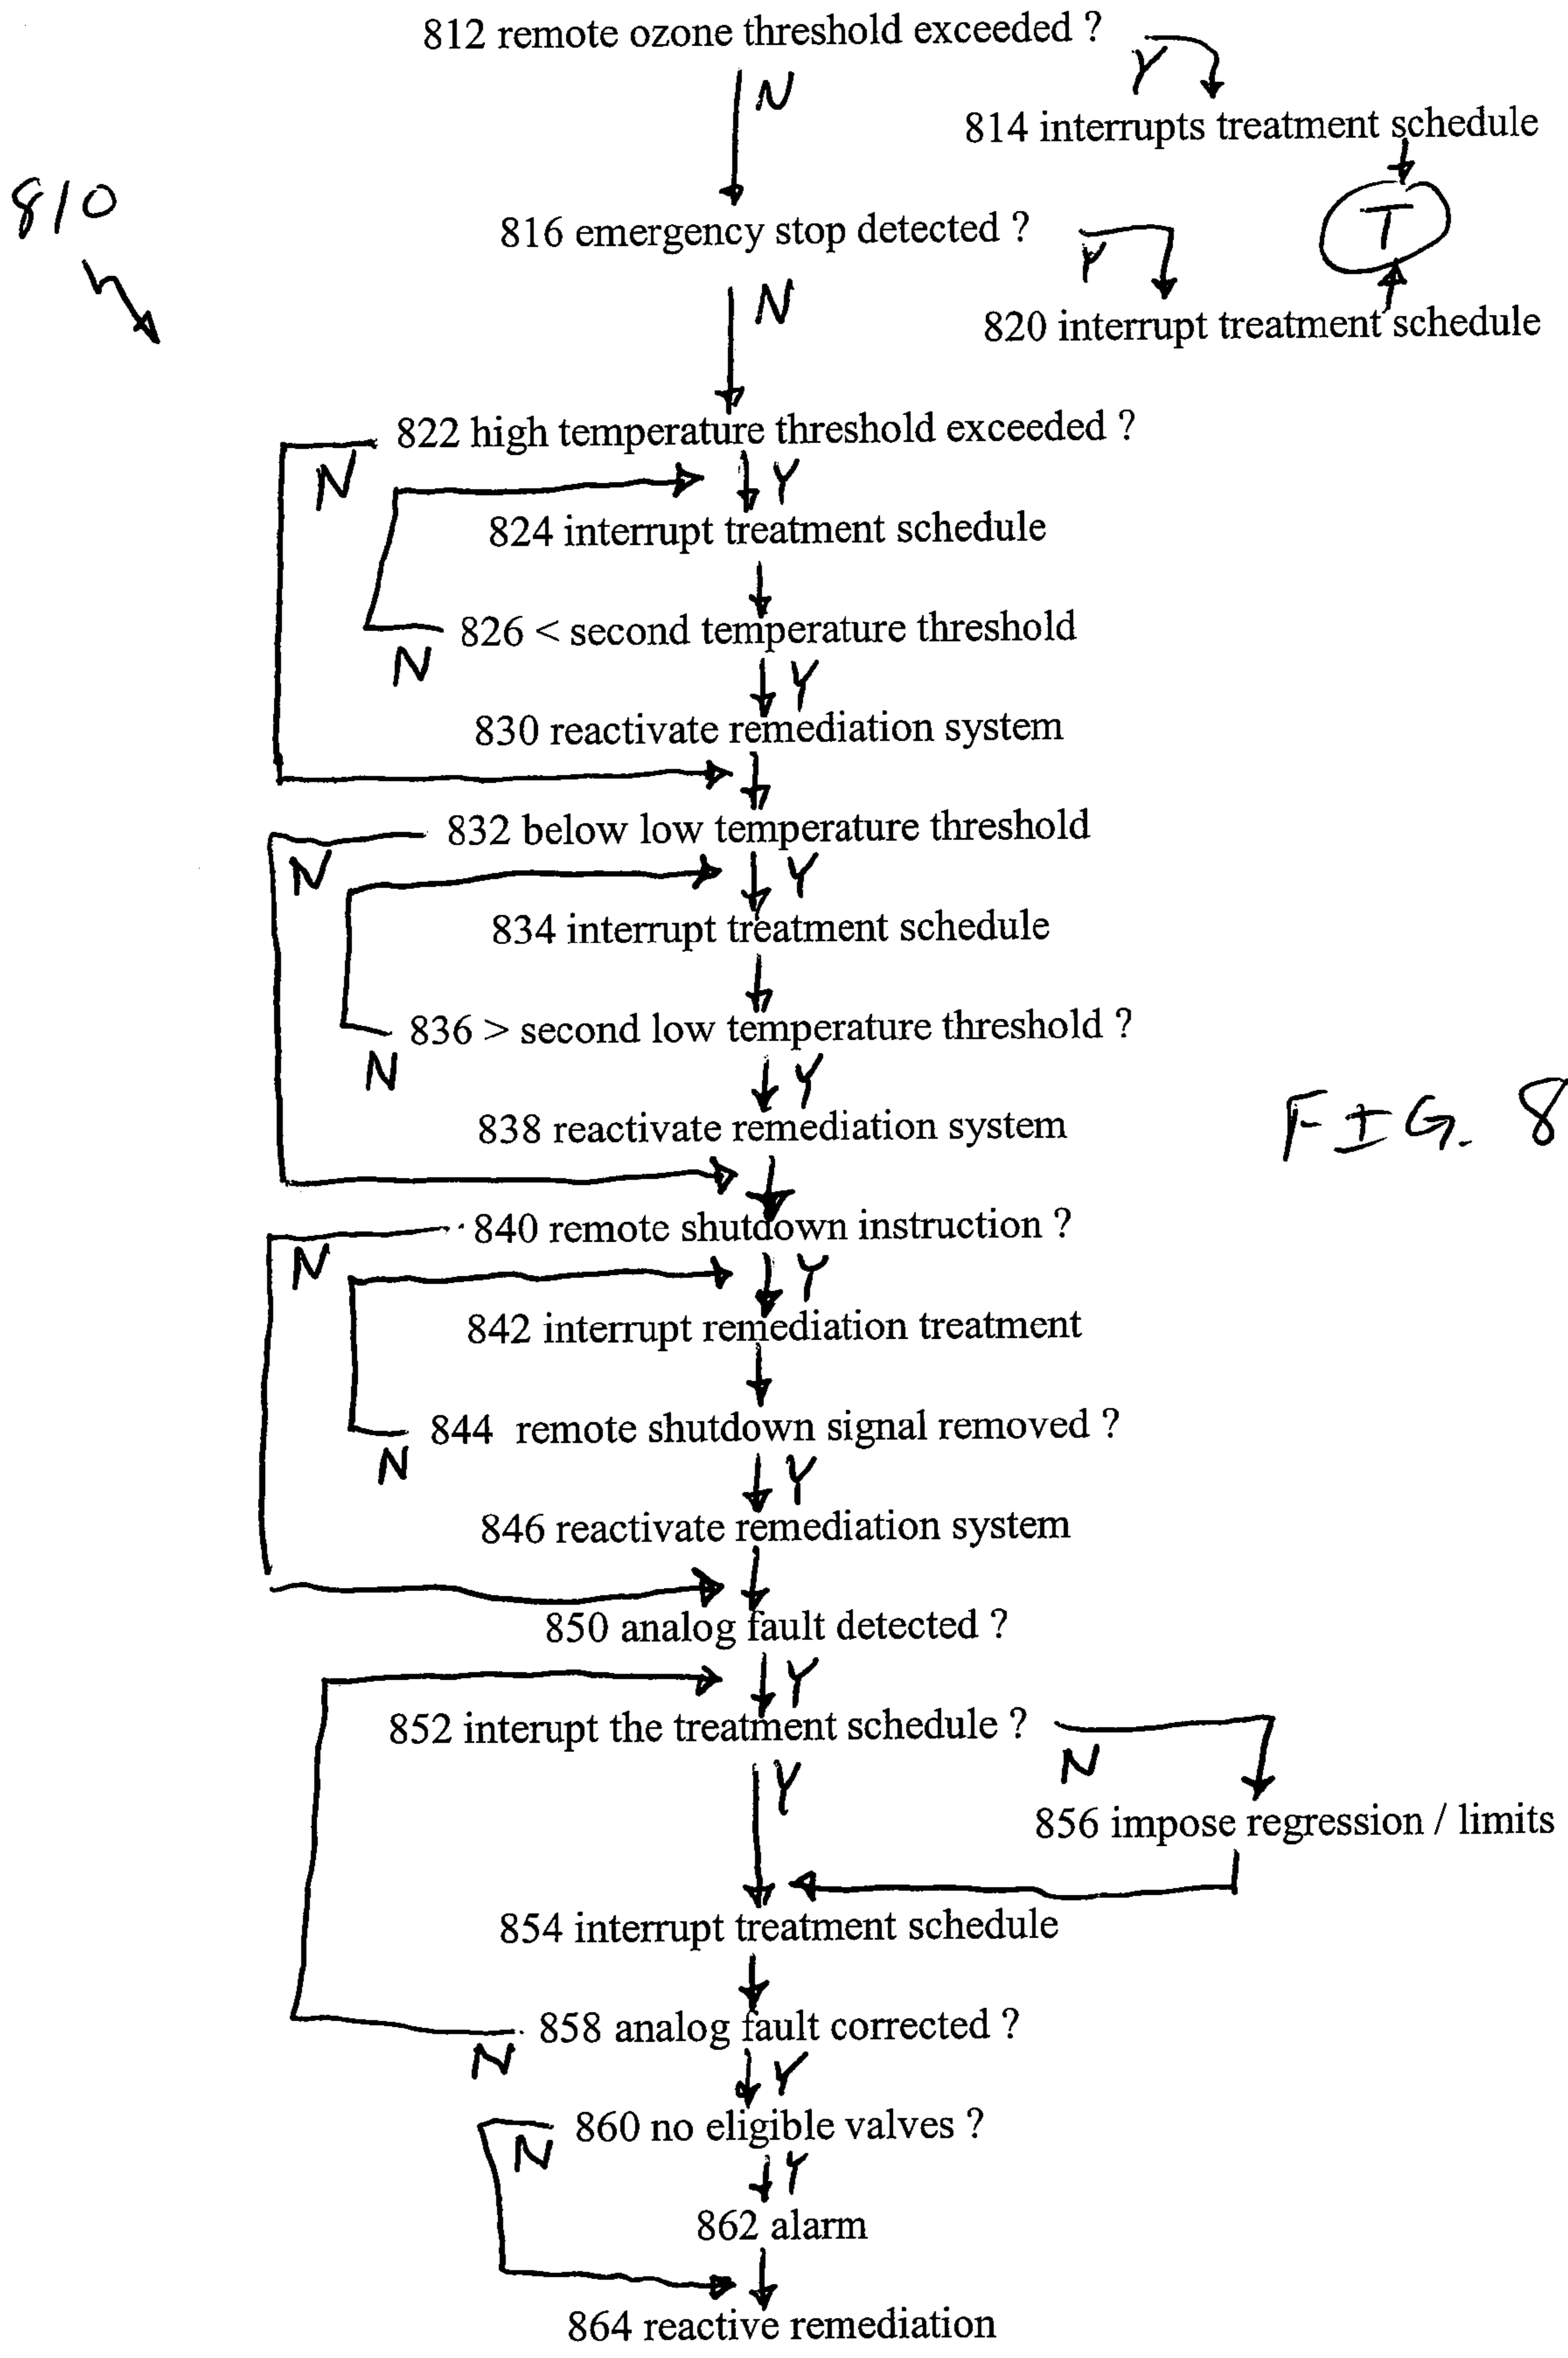 812 remote ozone threshold exceeded ?
Y
N
814 interrupts treatment schedule
810
T
816 emergency stop detected ?
Y
N
820 interrupt treatment schedule
822 high temperature threshold exceeded ?
N
Y
824 interrupt treatment schedule
826 < second temperature threshold
N
Y
830 reactivate remediation system
832 below low temperature threshold
N
Y
834 interrupt treatment schedule
836 > second low temperature threshold ?
N
Y
838 reactivate remediation system
FIG. 8
840 remote shutdown instruction ?
N
Y
842 interrupt remediation treatment
844 remote shutdown signal removed ?
N
Y
846 reactivate remediation system
850 analog fault detected ?
Y
852 interupt the treatment schedule ?
N
Y
856 impose regression / limits
854 interrupt treatment schedule
858 analog fault corrected ?
N
Y
860 no eligible valves ?
N
Y
862 alarm
864 reactive remediation